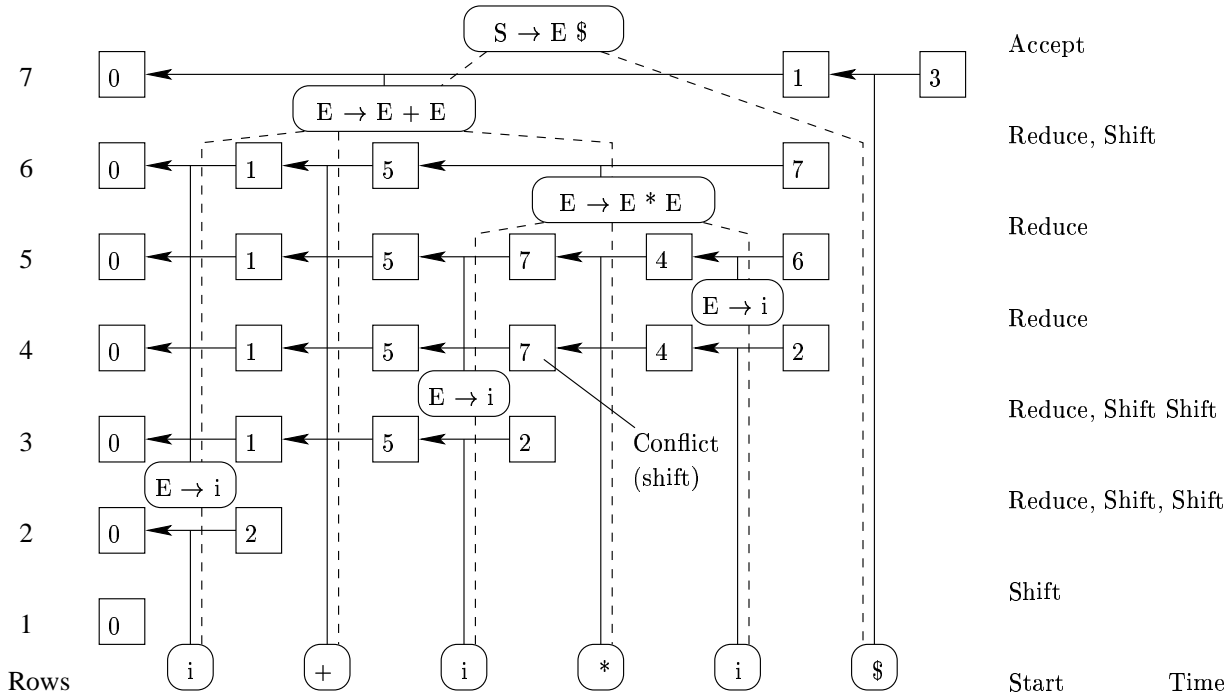 S → E $
Accept
7 0 1 3
E → E + E
Reduce, Shift
6 0 1 5 7
E → E * E
Reduce
5 0 1 5 7 4 6
E → i
Reduce
4 0 1 5 7 4 2
E → i
Reduce, Shift Shift
3 0 1 5 2
Conflict
(shift)
E → i
Reduce, Shift, Shift
2 0 2
Shift
1 0
i + i * i $
Rows
Start Time